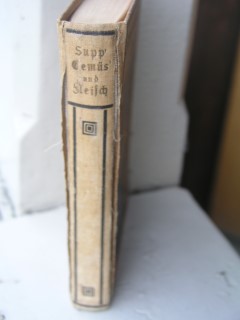 Supp'
Gemüs'
und
Fleisch